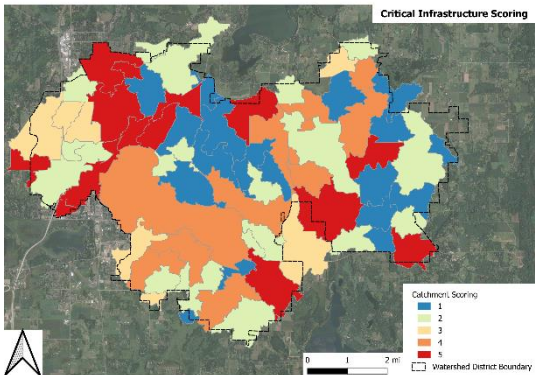 Critical Infrastructure Scoring
Catchment Scoring
1
2
3
4
5
Watershed District Boundary
0 1 2 mi